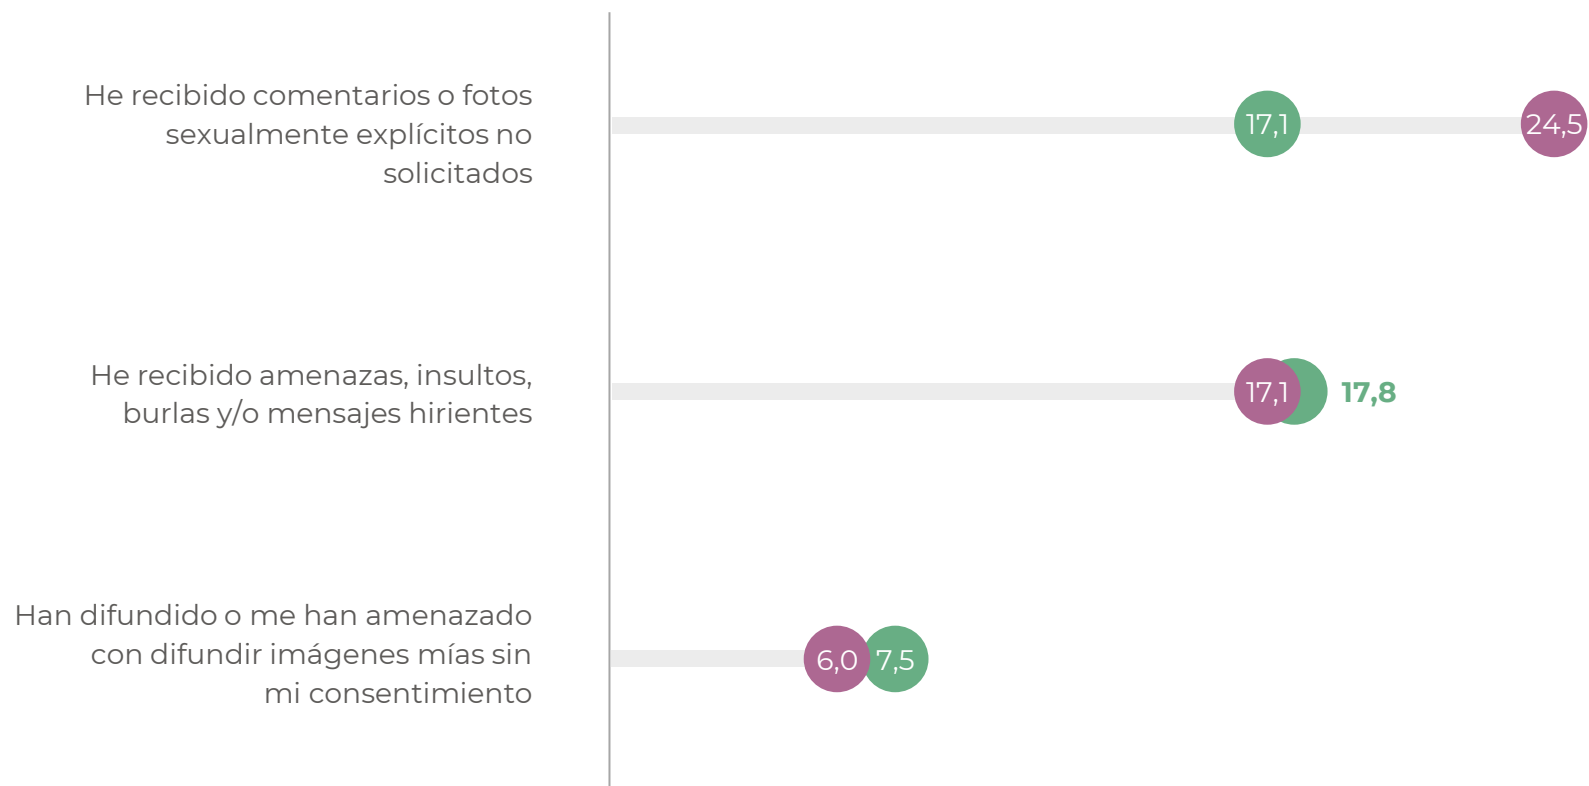 He recibido comentarios o fotos
sexualmente explícitos no
solicitados
17,1
24,5
He recibido amenazas, insultos,
burlas y/o mensajes hirientes
17,1
17,8
Han difundido o me han amenazado
con difundir imágenes mías sin
mi consentimiento
6,0
7,5